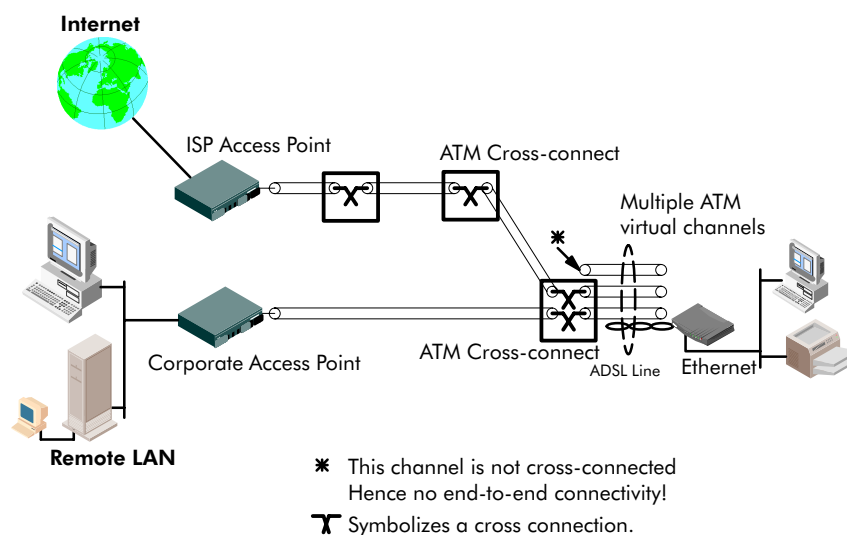 Internet
ISP Access Point
ATM Cross-connect
Multiple ATM
virtual channels
*
Corporate Access Point
ATM Cross-connect
ADSL Line
Ethernet
Remote LAN
* This channel is not cross-connected
Hence no end-to-end connectivity!
Symbolizes a cross connection.